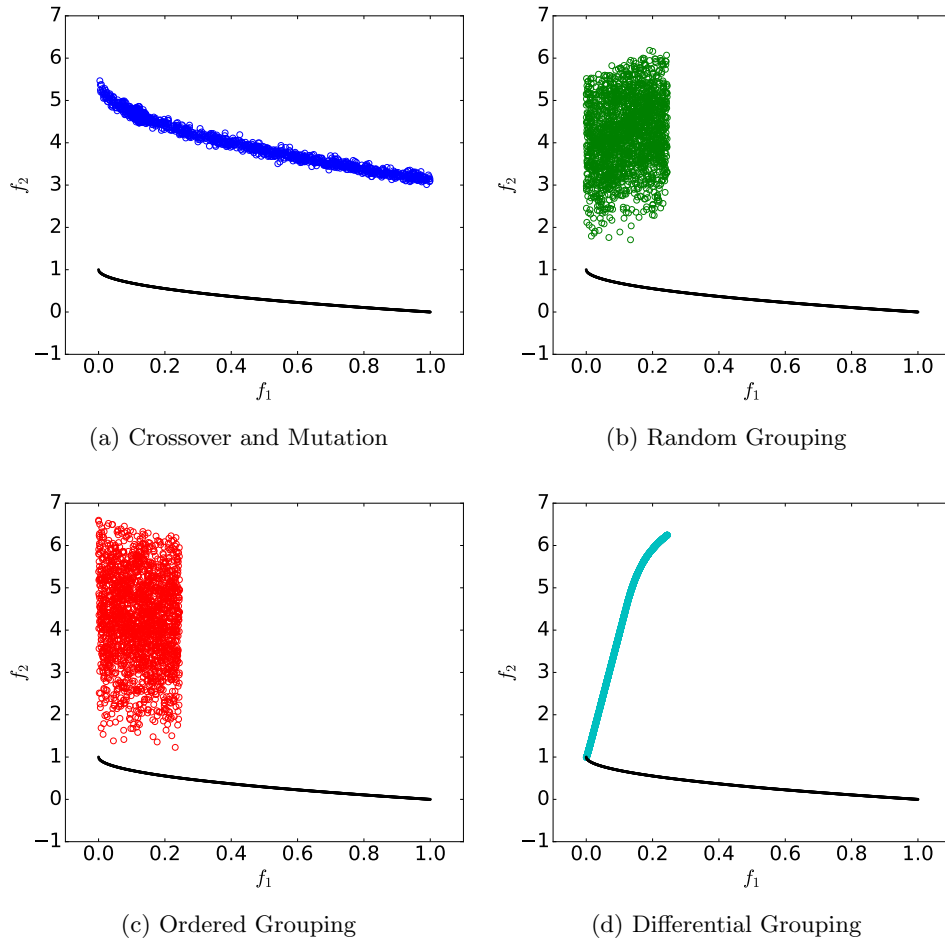 7
6
5
4
3
2
1
0
−1
f₂
0.0 0.2 0.4 0.6 0.8 1.0
f₁
(a) Crossover and Mutation
7
6
5
4
3
2
1
0
−1
f₂
0.0 0.2 0.4 0.6 0.8 1.0
f₁
(b) Random Grouping
7
6
5
4
3
2
1
0
−1
f₂
0.0 0.2 0.4 0.6 0.8 1.0
f₁
(c) Ordered Grouping
7
6
5
4
3
2
1
0
−1
f₂
0.0 0.2 0.4 0.6 0.8 1.0
f₁
(d) Differential Grouping